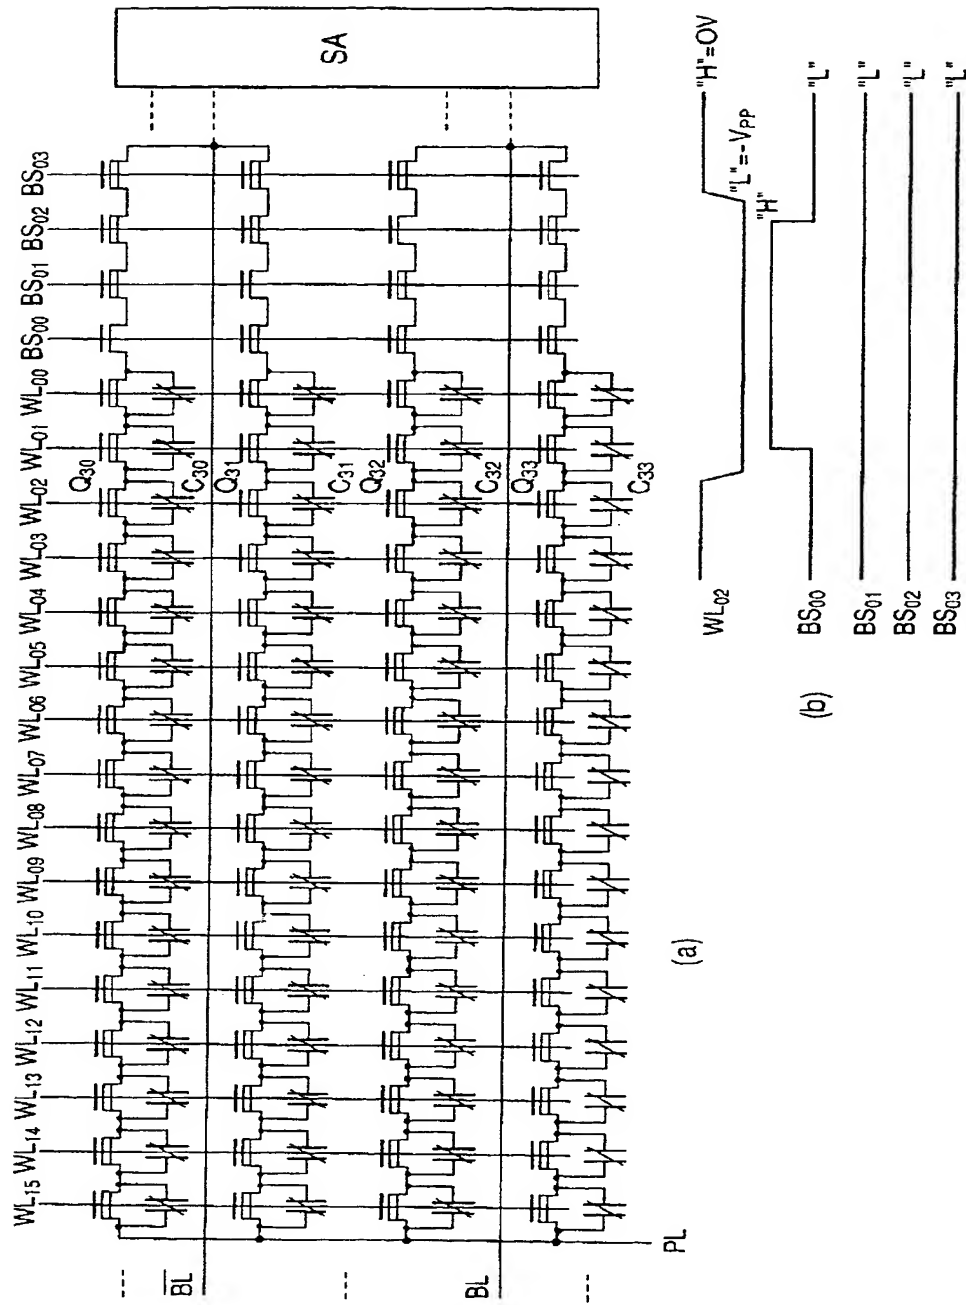 WL15 WL14 WL13 WL12 WL11 WL10 WL09 WL08 WL07 WL06 WL05 WL04 WL03 WL02 WL01 WL00 BS00 BS01 BS02 BS03
Q30
C30
Q31
C31
Q32
C32
Q33
C33
SA
BL
BL
PL
(a)
WL02
"H"=0V
"L"=-VPP
BS00
"H"
"L"
BS01
"L"
BS02
"L"
BS03
"L"
(b)